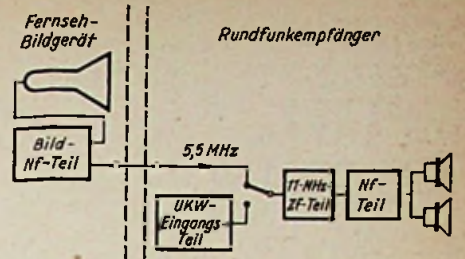 Fernseh-
Bildgerät
Rundfunkempfänger
Bild-
Nf-Teil
5,5 MHz
UKW-
Eingangs
Teil
11-MHz-
Zf-Teil
Nf-
Teil